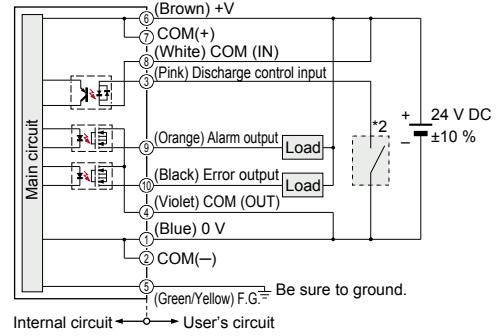 (Brown) +V
6
COM(+)
7
(White) COM (IN)
8
(Pink) Discharge control input
3
Main circuit
*2
+
24 V DC
±10 %
–
(Orange) Alarm output
9
Load
(Black) Error output
10
Load
(Violet) COM (OUT)
4
(Blue) 0 V
1
COM(−)
2
5
Be sure to ground.
(Green/Yellow) F.G.
Internal circuit
User's circuit